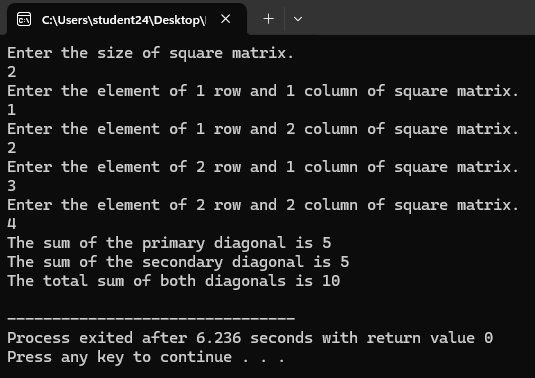 C:\Users\student24\Desktop\
Enter the size of square matrix.
2
Enter the element of 1 row and 1 column of square matrix.
1
Enter the element of 1 row and 2 column of square matrix.
2
Enter the element of 2 row and 1 column of square matrix.
3
Enter the element of 2 row and 2 column of square matrix.
4
The sum of the primary diagonal is 5
The sum of the secondary diagonal is 5
The total sum of both diagonals is 10
--------------------------------
Process exited after 6.236 seconds with return value 0
Press any key to continue . . .